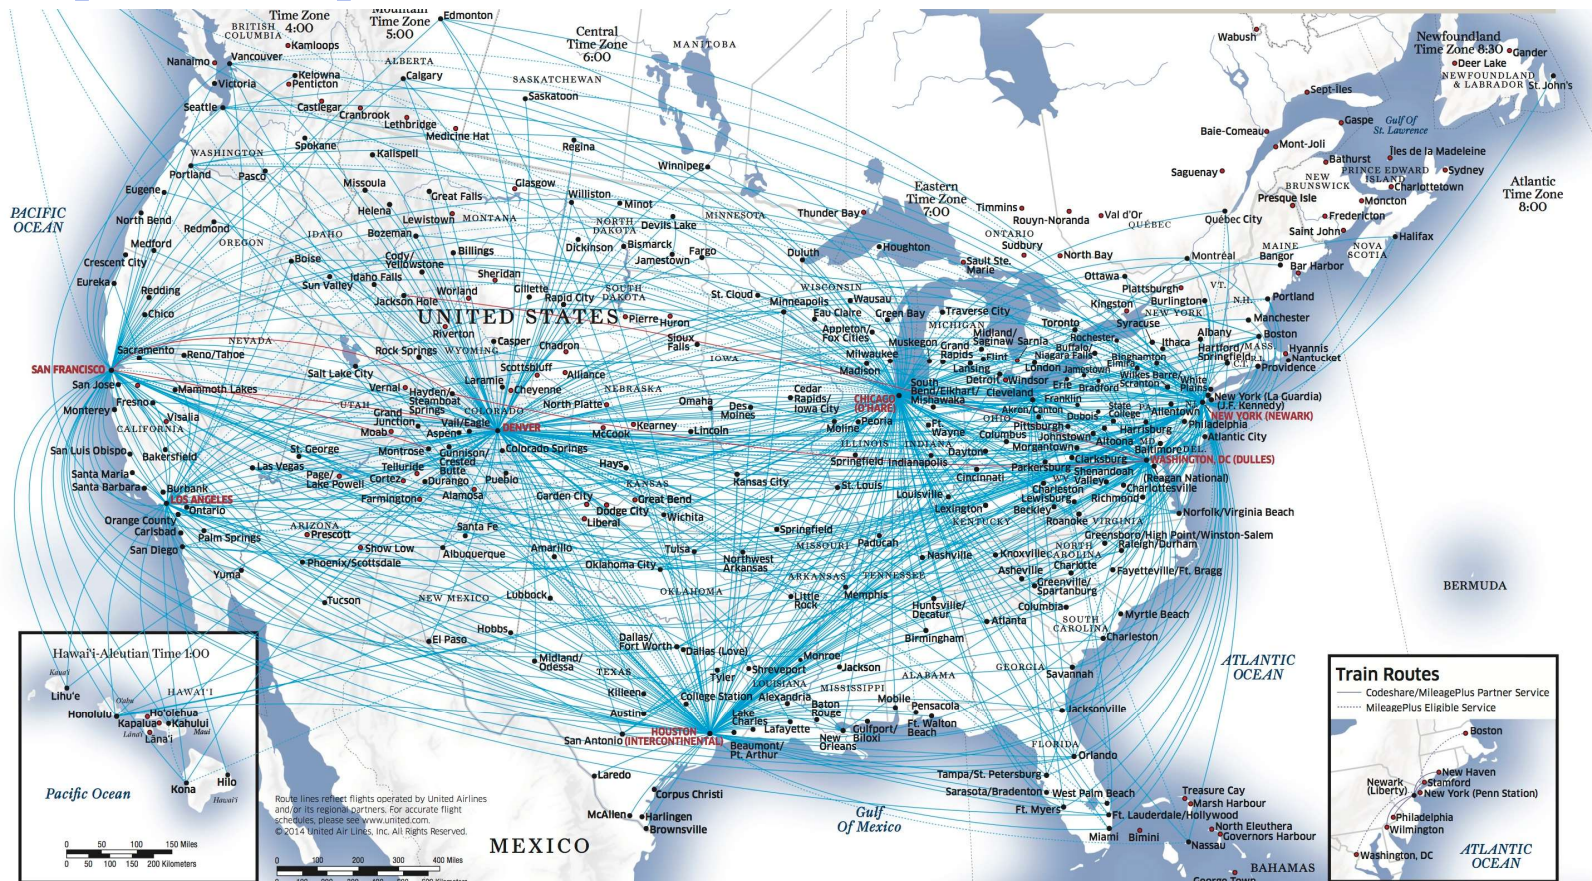 Time Zone
4:00
Mountain
Time Zone
5:00
Edmonton
BRITISH
COLUMBIA
Kamloops
Central
Time Zone
6:00
MANITOBA
Wabush
Newfoundland
Time Zone 8:30
Gander
Deer Lake
NEWFOUNDLAND
& LABRADOR
St. John's
Nanaimo
Vancouver
Kelowna
Penticton
Victoria
ALBERTA
Calgary
SASKATCHEWAN
Saskatoon
Sept-Iles
Seattle
Castlegar
Cranbrook
Lethbridge
Medicine Hat
Gaspe
Gulf Of
St. Lawrence
Baie-Comeau
Mont-Joli
Spokane
Regina
Îles de la Madeleine
WASHINGTON
Kalispell
Winnipeg
Bathurst
Saguenay
PRINCE EDWARD
ISLAND
Sydney
Portland
Pasco
NEW
BRUNSWICK
Charlottetown
Eugene
Missoula
Great Falls
Glasgow
Williston
Minot
Eastern
Time Zone
7:00
Atlantic
Time Zone
8:00
Presque Isle
Moncton
PACIFIC
OCEAN
North Bend
Helena
Lewistown
MONTANA
NORTH
DAKOTA
Devils Lake
MINNESOTA
Thunder Bay
Timmins
Rouyn-Noranda
Val d'Or
QUÉBEC
Québec City
Fredericton
Saint John
Halifax
Redmond
OREGON
IDAHO
Bozeman
ONTARIO
Sudbury
North Bay
NOVA
SCOTIA
Medford
Crescent City
Boise
Cody/
Yellowstone
Billings
Dickinson
Bismarck
Jamestown
Fargo
Duluth
Houghton
Sault Ste.
Marie
Montréal
MAINE
Bangor
Bar Harbor
Eureka
Redding
Sun Valley
Idaho Falls
Jackson Hole
Sheridan
Worland
Gillette
Rapid City
SOUTH
DAKOTA
St. Cloud
WISCONSIN
Minneapolis
Wausau
Ottawa
Plattsburgh
Burlington
VT.
N.H.
Portland
Chico
UNITED STATES
Pierre
Huron
Eau Claire
Green Bay
Traverse City
Kingston
NEW YORK
Syracuse
Manchester
NEVADA
Riverton
Casper
Chadron
Sioux
Falls
Appleton/
Fox Cities
MICHIGAN
Muskegon
Grand
Rapids
Midland/
Saginaw
Sarnia
Toronto
Rochester
Buffalo/
Niagara Falls
Ithaca
Albany
Boston
Hartford/
Springfield
MASS.
R.I.
CT.
Hyannis
Nantucket
Providence
Sacramento
Reno/Tahoe
Rock Springs
WYOMING
IOWA
Milwaukee
Madison
Lansing
Flint
London
Jamestown
Binghamton
Elmira
SAN FRANCISCO
Salt Lake City
Laramie
Scottsbluff
Alliance
Cheyenne
NEBRASKA
South
Bend/Elkhart/
Mishawaka
Detroit
Windsor
Cleveland
Erie
Bradford
Wilkes Barre/
Scranton
White
Plains
San Jose
Mammoth Lakes
Vernal
Hayden/
Steamboat
Springs
North Platte
Omaha
Des
Moines
Cedar
Rapids/
Iowa City
CHICAGO
(O'HARE)
Akron/Canton
Franklin
Dubois
State
College
PA.
Allentown
N.J.
New York (La Guardia)
(J.F. Kennedy)
NEW YORK (NEWARK)
Monterey
Fresno
Visalia
CALIFORNIA
UTAH
Grand
Junction
Moab
COLORADO
Vail/Eagle
Aspen
DENVER
McCook
Kearney
Lincoln
Moline
Peoria
Ft.
Wayne
OHIO
Columbus
Pittsburgh
Johnstown
Altoona
Harrisburg
Philadelphia
Atlantic City
San Luis Obispo
Bakersfield
St. George
Montrose
Gunnison/
Crested
Butte
Colorado Springs
ILLINOIS
INDIANA
Springfield
Indianapolis
Dayton
Morgantown
Clarksburg
MD.
Baltimore
DEL.
WASHINGTON, DC (DULLES)
(Reagan National)
Santa Maria
Santa Barbara
Las Vegas
Page/
Lake Powell
Telluride
Cortez
Durango
Pueblo
Hays
Kansas City
St. Louis
Cincinnati
Parkersburg
Shenandoah
Valley
Charlottesville
Burbank
LOS ANGELES
Ontario
Farmington
Alamosa
Garden City
KANSAS
Great Bend
Dodge City
Liberal
Wichita
Louisville
Lexington
KENTUCKY
Charleston
WV
Lewisburg
Beckley
Richmond
Roanoke
VIRGINIA
Norfolk/Virginia Beach
Orange County
Carlsbad
Palm Springs
San Diego
ARIZONA
Prescott
Show Low
Santa Fe
Albuquerque
Amarillo
Tulsa
Springfield
MISSOURI
Northwest
Arkansas
Paducah
Nashville
Knoxville
NORTH
CAROLINA
Greensboro/High Point/Winston-Salem
Raleigh/Durham
Fayetteville/Ft. Bragg
Yuma
Phoenix/Scottsdale
Oklahoma City
OKLAHOMA
ARKANSAS
TENNESSEE
Asheville
Charlotte
Greenville/
Spartanburg
BERMUDA
Tucson
NEW MEXICO
Lubbock
Little
Rock
Memphis
Huntsville/
Decatur
Columbia
SOUTH
CAROLINA
Myrtle Beach
El Paso
Hobbs
Dallas/
Fort Worth
Dallas (Love)
Birmingham
Atlanta
Charleston
Midland/
Odessa
TEXAS
Tyler
Shreveport
Monroe
Jackson
ALABAMA
GEORGIA
Savannah
ATLANTIC
OCEAN
Killeen
College Station
LOUISIANA
Alexandria
MISSISSIPPI
Mobile
Pensacola
Austin
Lake
Charles
Baton
Rouge
Gulfport/
Biloxi
Ft. Walton
Beach
Jacksonville
San Antonio
HOUSTON
(INTERCONTINENTAL)
Beaumont/
Pt. Arthur
Lafayette
New
Orleans
FLORIDA
Orlando
Laredo
Corpus Christi
Tampa/St. Petersburg
Sarasota/Bradenton
West Palm Beach
McAllen
Harlingen
Brownsville
Gulf
Of Mexico
Ft. Myers
Ft. Lauderdale/Hollywood
Miami
Bimini
Treasure Cay
Marsh Harbour
North Eleuthera
Governors Harbour
Nassau
MEXICO
BAHAMAS
George Town
Hawai'i-Aleutian Time 1:00
Kaua'i
Lihu'e
O'ahu
HAWAI'I
Honolulu
Ho'olehua
Kapalua
Kahului
Maui
Lāna'i
Lāna'i
Pacific Ocean
Kona
Hilo
Hawai'i
0 50 100 150 Miles
0 50 100 150 200 Kilometers
Route lines reflect flights operated by United Airlines
and/or its regional partners. For accurate flight
schedules, please see www.united.com.
© 2014 United Air Lines, Inc. All Rights Reserved.
0 100 200 300 400 Miles
Train Routes
Codeshare/MileagePlus Partner Service
MileagePlus Eligible Service
Boston
New Haven
Stamford
Newark
(Liberty)
New York (Penn Station)
Philadelphia
Wilmington
Washington, DC
ATLANTIC
OCEAN